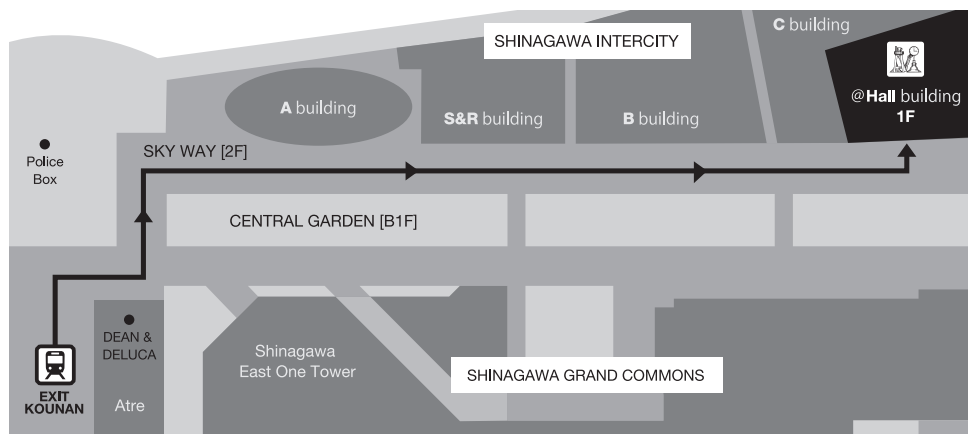 C building
SHINAGAWA INTERCITY
A building
S&R building
B building
@Hall building
1F
Police
Box
SKY WAY [2F]
CENTRAL GARDEN [B1F]
DEAN &
DELUCA
Shinagawa
East One Tower
SHINAGAWA GRAND COMMONS
EXIT
KOUNAN
Atre